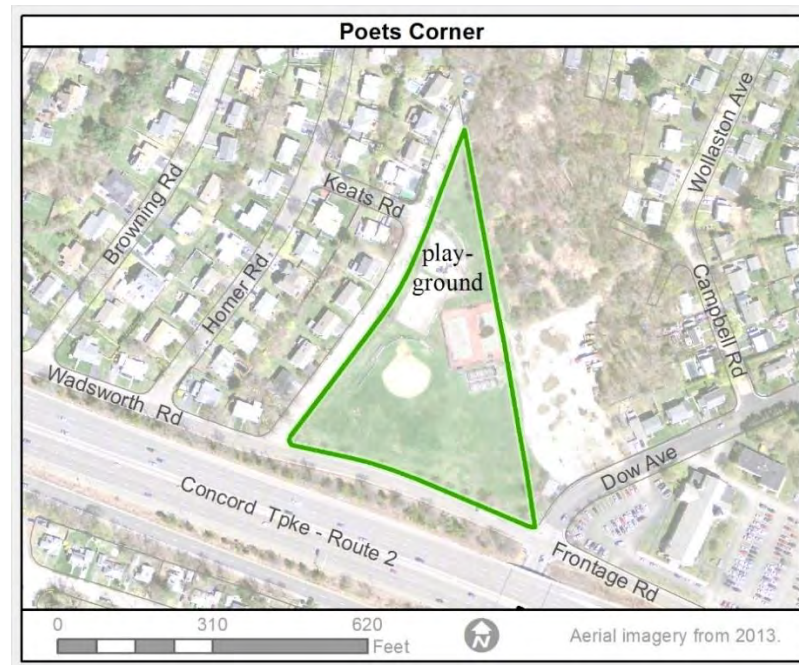 Poets Corner
Browning Rd
Keats Rd
Homer Rd
play-
ground
Wollaston Ave
Campbell Rd
Wadsworth Rd
Concord Tpke - Route 2
Dow Ave
Frontage Rd
0 310 620
Feet
N
Aerial imagery from 2013.